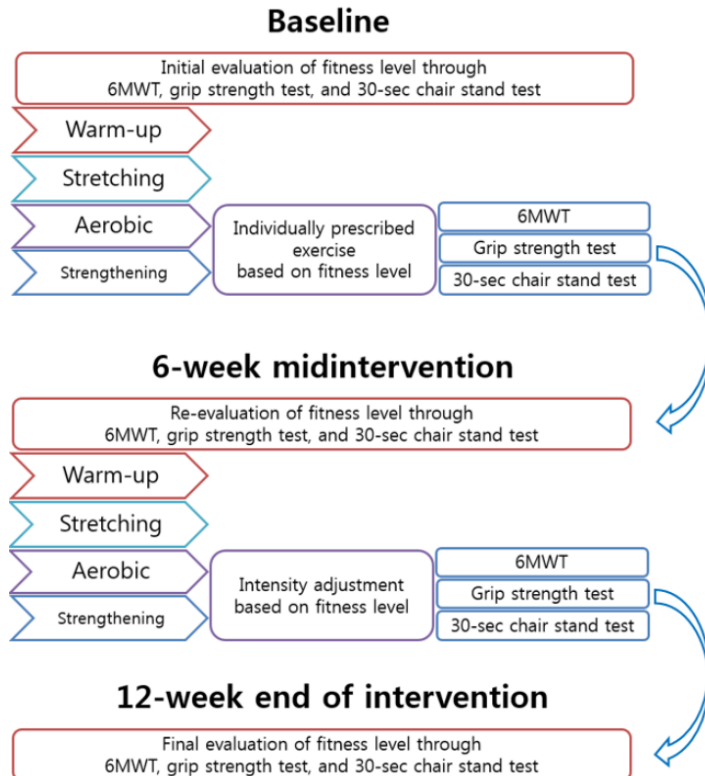 Baseline
Initial evaluation of fitness level through
6MWT, grip strength test, and 30-sec chair stand test
Warm-up
Stretching
Aerobic
Strengthening
Individually prescribed
exercise
based on fitness level
6MWT
Grip strength test
30-sec chair stand test
6-week midintervention
Re-evaluation of fitness level through
6MWT, grip strength test, and 30-sec chair stand test
Warm-up
Stretching
Aerobic
Strengthening
Intensity adjustment
based on fitness level
6MWT
Grip strength test
30-sec chair stand test
12-week end of intervention
Final evaluation of fitness level through
6MWT, grip strength test, and 30-sec chair stand test